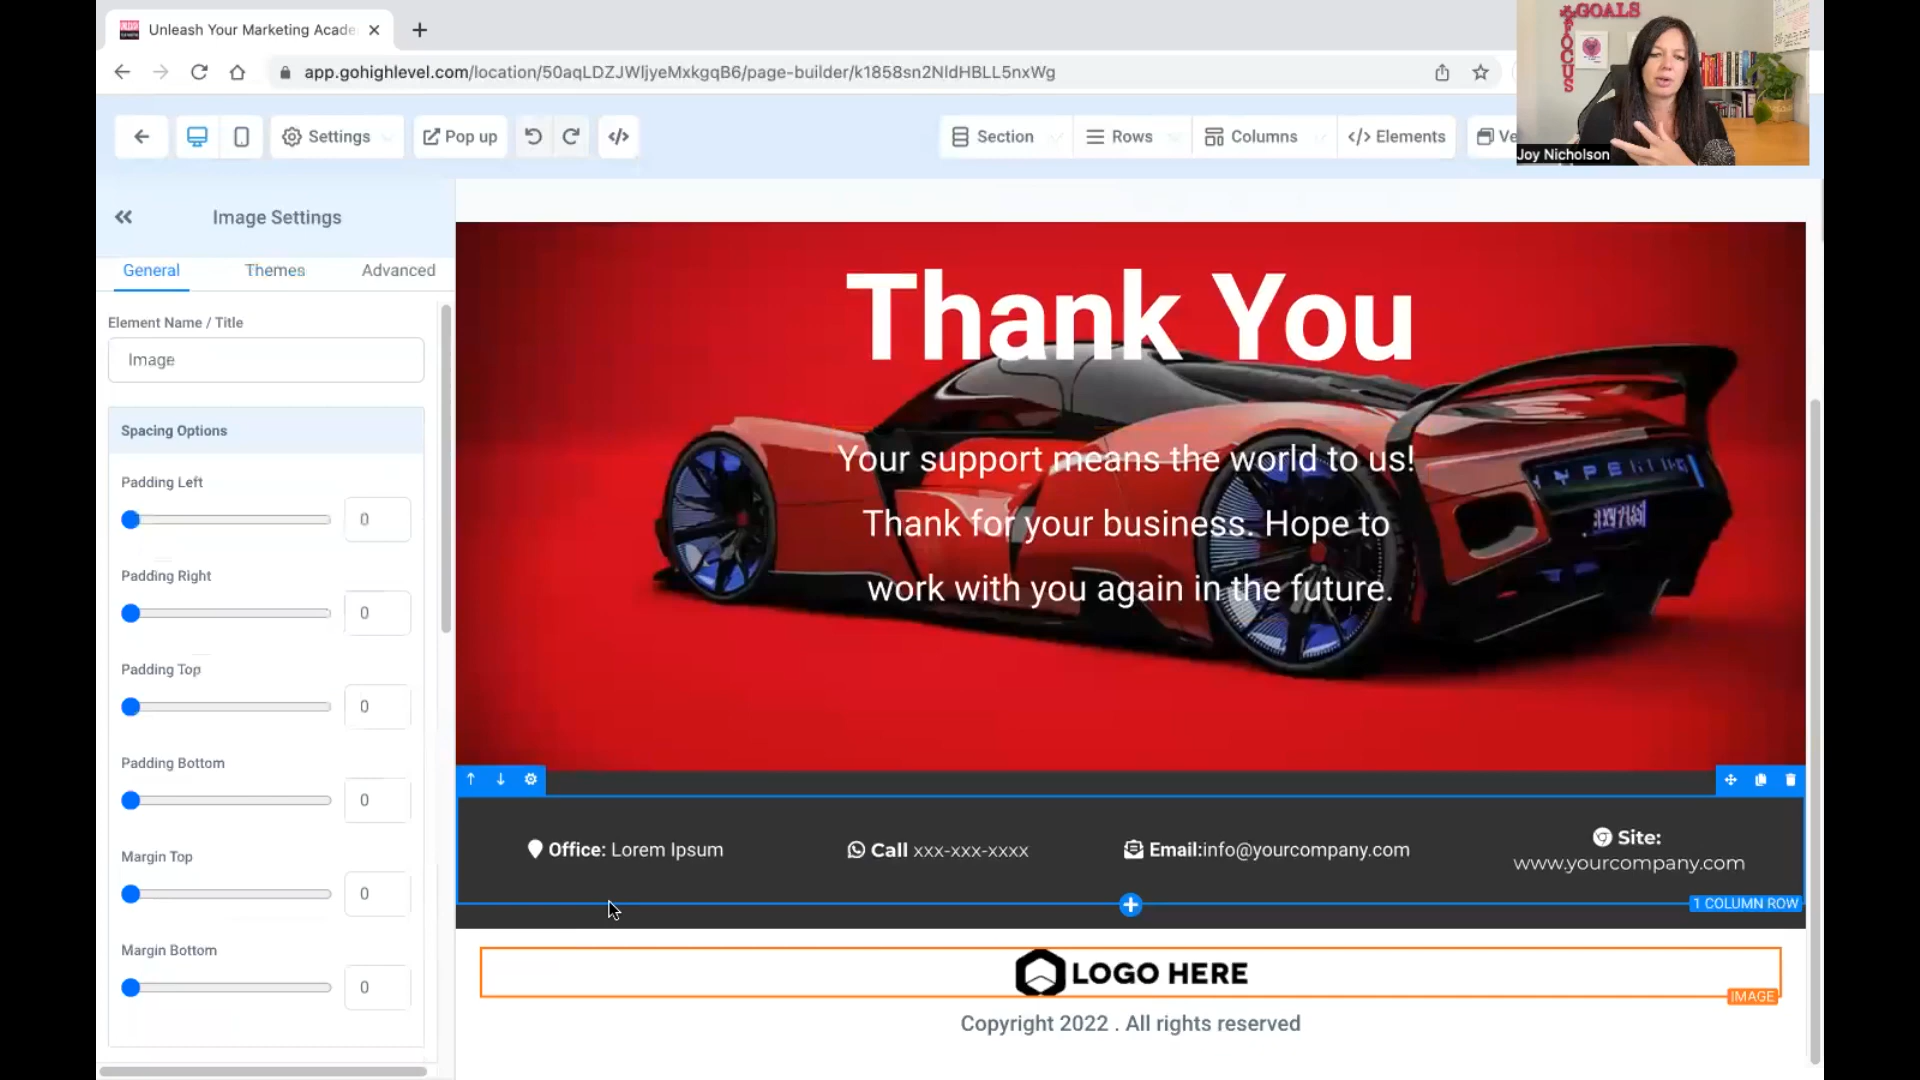 Unleash Your Marketing Acade
app.gohighlevel.com/location/50aqLDZJWljyeMxkgqB6/page-builder/k1858sn2NldHBLL5nxWg
GOALS
FOCUS
Joy Nicholson
Settings
Pop up
Section
Rows
Columns
</> Elements
Ve
Image Settings
General Themes Advanced
Element Name / Title
Image
Spacing Options
Padding Left
0
Padding Right
0
Padding Top
0
Padding Bottom
0
Margin Top
0
Margin Bottom
0
Thank You
Your support means the world to us!
Thank for your business. Hope to
work with you again in the future.
Office: Lorem Ipsum
Call xxx-xxx-xxxx
Email:info@yourcompany.com
Site:
www.yourcompany.com
1 COLUMN ROW
LOGO HERE
IMAGE
Copyright 2022 . All rights reserved